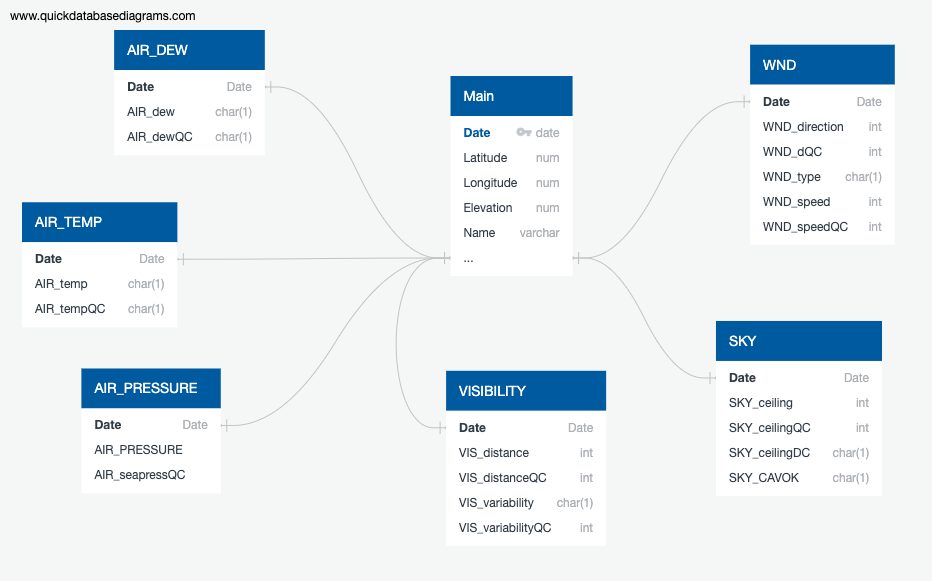 www.quickdatabasediagrams.com
AIR_DEW
Date Date
AIR_dew char(1)
AIR_dewQC char(1)
Main
Date date
Latitude num
Longitude num
Elevation num
Name varchar
...
WND
Date Date
WND_direction int
WND_dQC int
WND_type char(1)
WND_speed int
WND_speedQC int
AIR_TEMP
Date Date
AIR_temp char(1)
AIR_tempQC char(1)
SKY
Date Date
SKY_ceiling int
SKY_ceilingQC int
SKY_ceilingDC char(1)
SKY_CAVOK char(1)
AIR_PRESSURE
Date Date
AIR_PRESSURE
AIR_seapressQC
VISIBILITY
Date Date
VIS_distance int
VIS_distanceQC int
VIS_variability char(1)
VIS_variabilityQC int